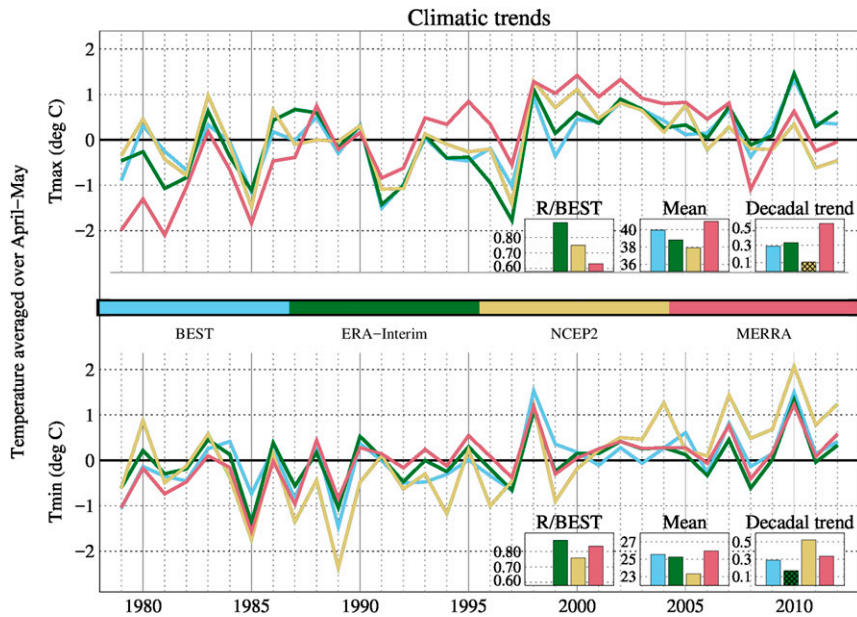 Climatic trends
Temperature averaged over April−May
Tmax (deg C)
2
1
0
−1
−2
R/BEST
0.80
0.70
0.60
Mean
40
38
36
Decadal trend
0.5
0.3
0.1
BEST
ERA−Interim
NCEP2
MERRA
Tmin (deg C)
2
1
0
−1
−2
R/BEST
0.80
0.70
0.60
Mean
27
25
23
Decadal trend
0.5
0.3
0.1
1980 1985 1990 1995 2000 2005 2010